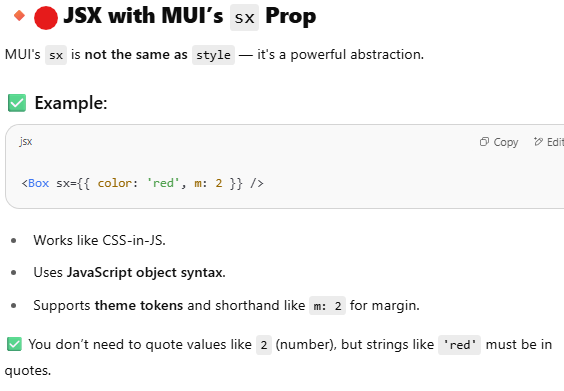 JSX with MUI’s sx Prop
MUI's sx is not the same as style — it's a powerful abstraction.
Example:
jsx
Copy
Edit
<Box sx={{ color: 'red', m: 2 }} />
Works like CSS-in-JS.
Uses JavaScript object syntax.
Supports theme tokens and shorthand like m: 2 for margin.
You don’t need to quote values like 2 (number), but strings like 'red' must be in
quotes.